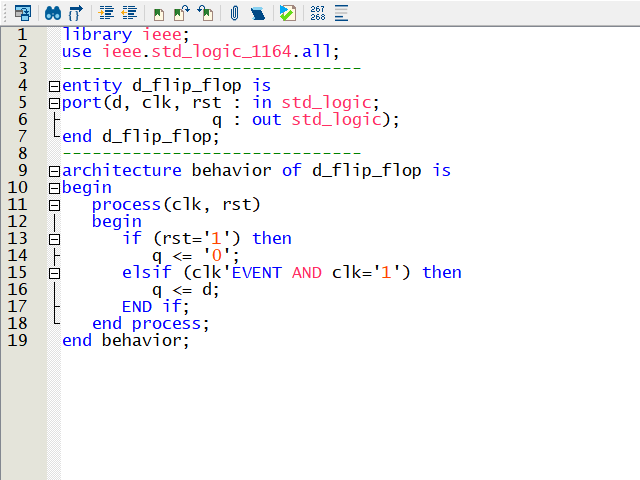 267
268
1 library ieee;
2 use ieee.std_logic_1164.all;
3 ------------------------------
4 entity d_flip_flop is
5 port(d, clk, rst : in std_logic;
6                q : out std_logic);
7 end d_flip_flop;
8 ------------------------------
9 architecture behavior of d_flip_flop is
10 begin
11    process(clk, rst)
12    begin
13       if (rst='1') then
14          q <= '0';
15       elsif (clk'EVENT AND clk='1') then
16          q <= d;
17       END if;
18    end process;
19 end behavior;